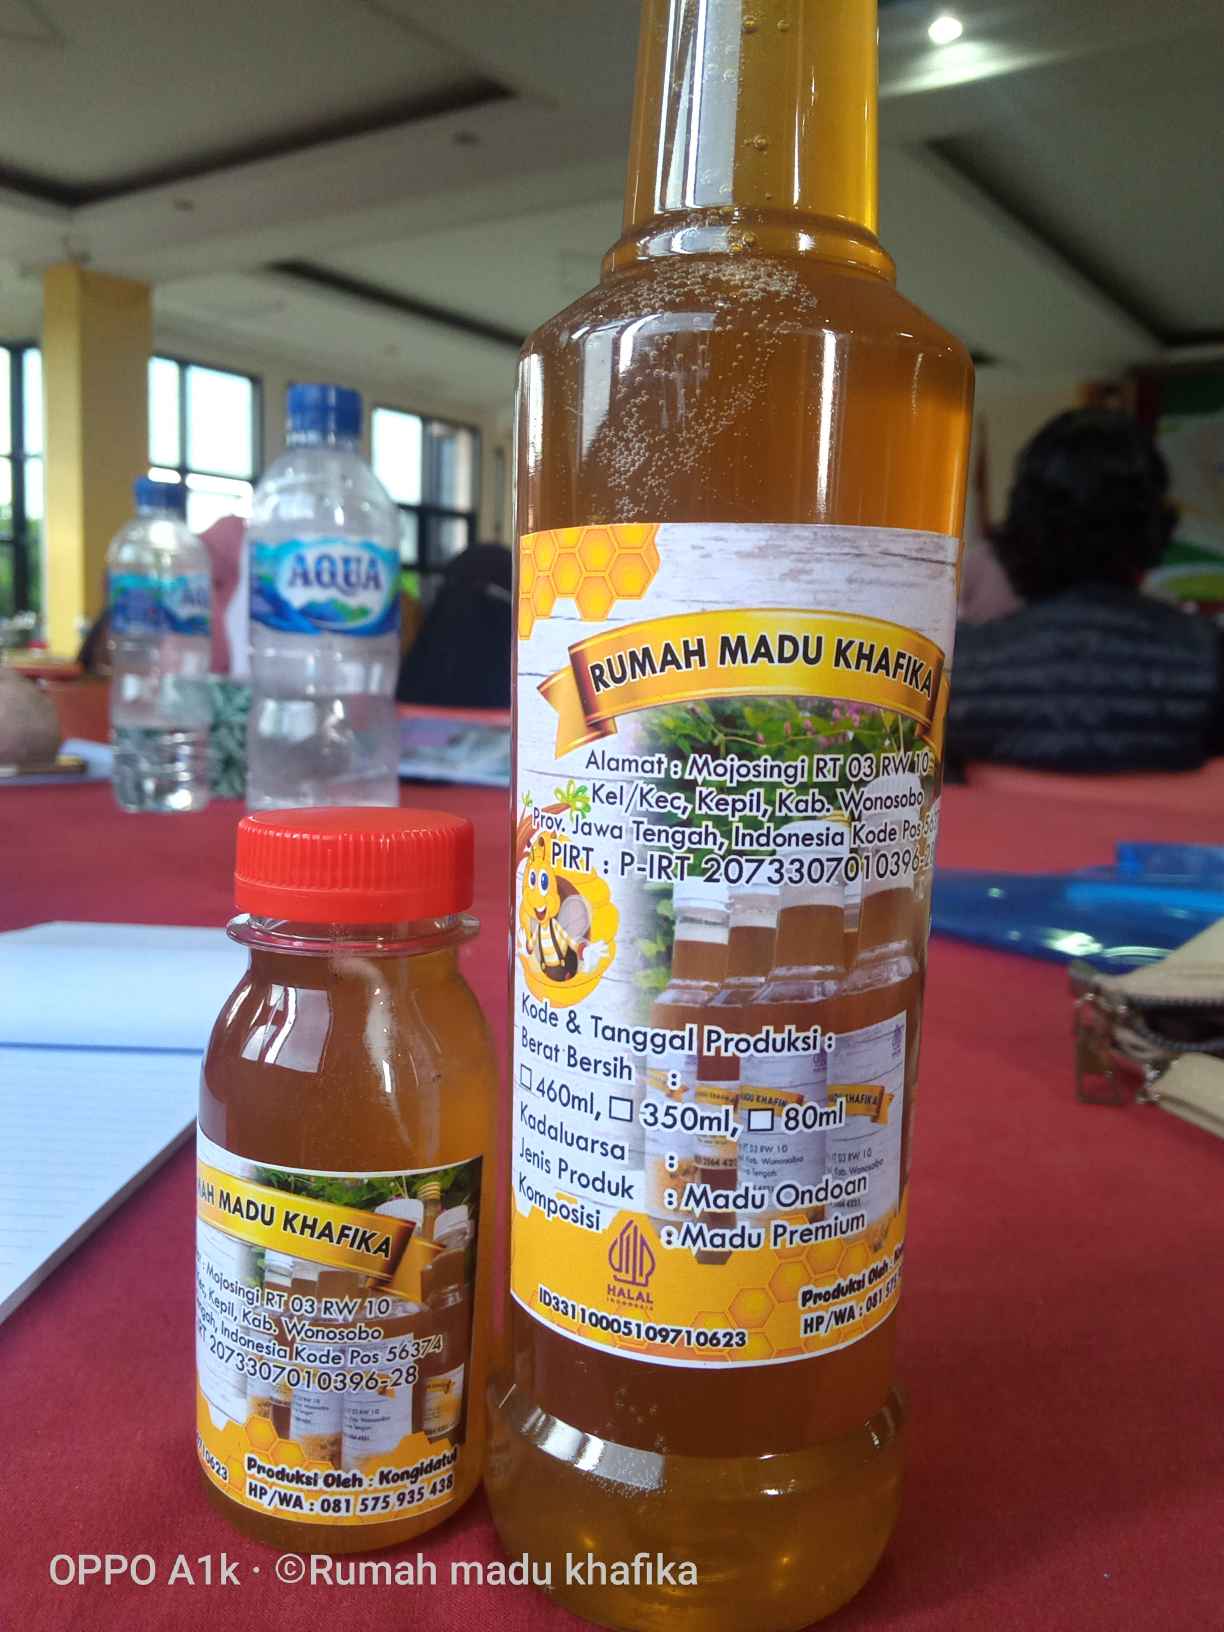 AQUA
RUMAH MADU KHAFIKA
Alamat : Mojosingi RT 03 RW 10
Kel/Kec, Kepil, Kab. Wonosobo
Prov. Jawa Tengah, Indonesia Kode Pos
PIRT : P-IRT 2073307010396-
Kode & Tanggal Produksi :
Berat Bersih :
460ml, 350ml, 80ml
Kadaluarsa :
Jenis Produk : Madu Ondoan
Komposisi : Madu Premium
HALAL
INDONESIA
ID33110005109710623
Produksi Oleh :
HP/WA : 081 575
MADU KHAFIKA
: Mojosingi RT 03 RW 10
Kepil, Kab. Wonosobo
Indonesia Kode Pos 56374
2073307010396-28
Produksi Oleh : Kongidatul
HP/WA : 081 575 935 438
OPPO A1k · ©Rumah madu khafika